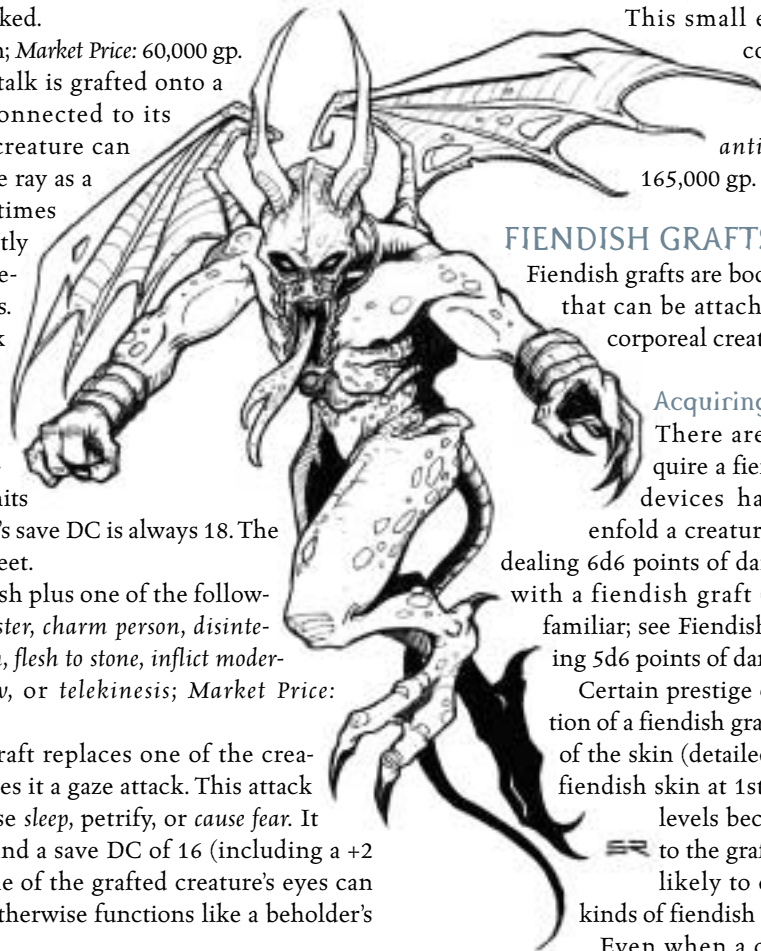 ked.
n; Market Price: 60,000 gp.
talk is grafted onto a
onnected to its
creature can
e ray as a
times
tly
e-
s.
k
nits
's save DC is always 18. The
eet.
sh plus one of the follow-
ster, charm person, disinte-
n, flesh to stone, inflict moder-
w, or telekinesis; Market Price:
raft replaces one of the crea-
es it a gaze attack. This attack
se sleep, petrify, or cause fear. It
nd a save DC of 16 (including a +2
e of the grafted creature's eyes can
therwise functions like a beholder's
This small e
co
anti
165,000 gp.
FIENDISH GRAFTS
Fiendish grafts are bod
that can be attach
corporeal creat
Acquiring
There are
quire a fien
devices ha
enfold a creatur
dealing 6d6 points of da
with a fiendish graft
familiar; see Fiendish
ing 5d6 points of dam
Certain prestige
tion of a fiendish gra
of the skin (detailed
fiendish skin at 1st
levels bec
to the graf
likely to
kinds of fiendish
Even when a c
SR